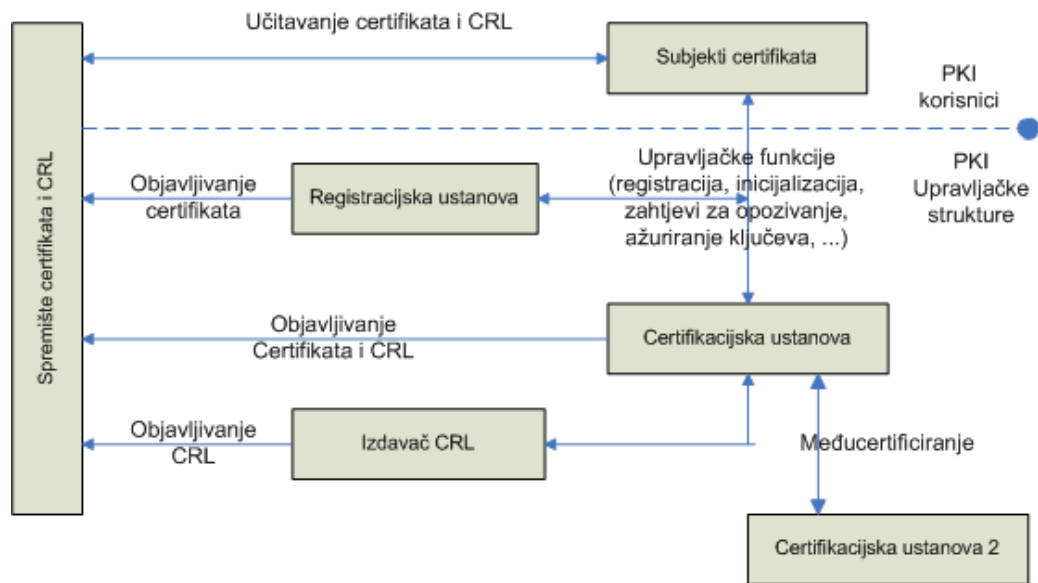 Učitavanje certifikata i CRL
Subjekti certifikata
PKI
korisnici
Spremište certifikata i CRL
PKI
Upravljačke
strukture
Objavljivanje
certifikata
Registracijska ustanova
Upravljačke funkcije
(registracija, inicijalizacija,
zahtjevi za opozivanje,
ažuriranje ključeva, ...)
Objavljivanje
Certifikata i CRL
Certifikacijska ustanova
Objavljivanje
CRL
Izdavač CRL
Međucertificiranje
Certifikacijska ustanova 2